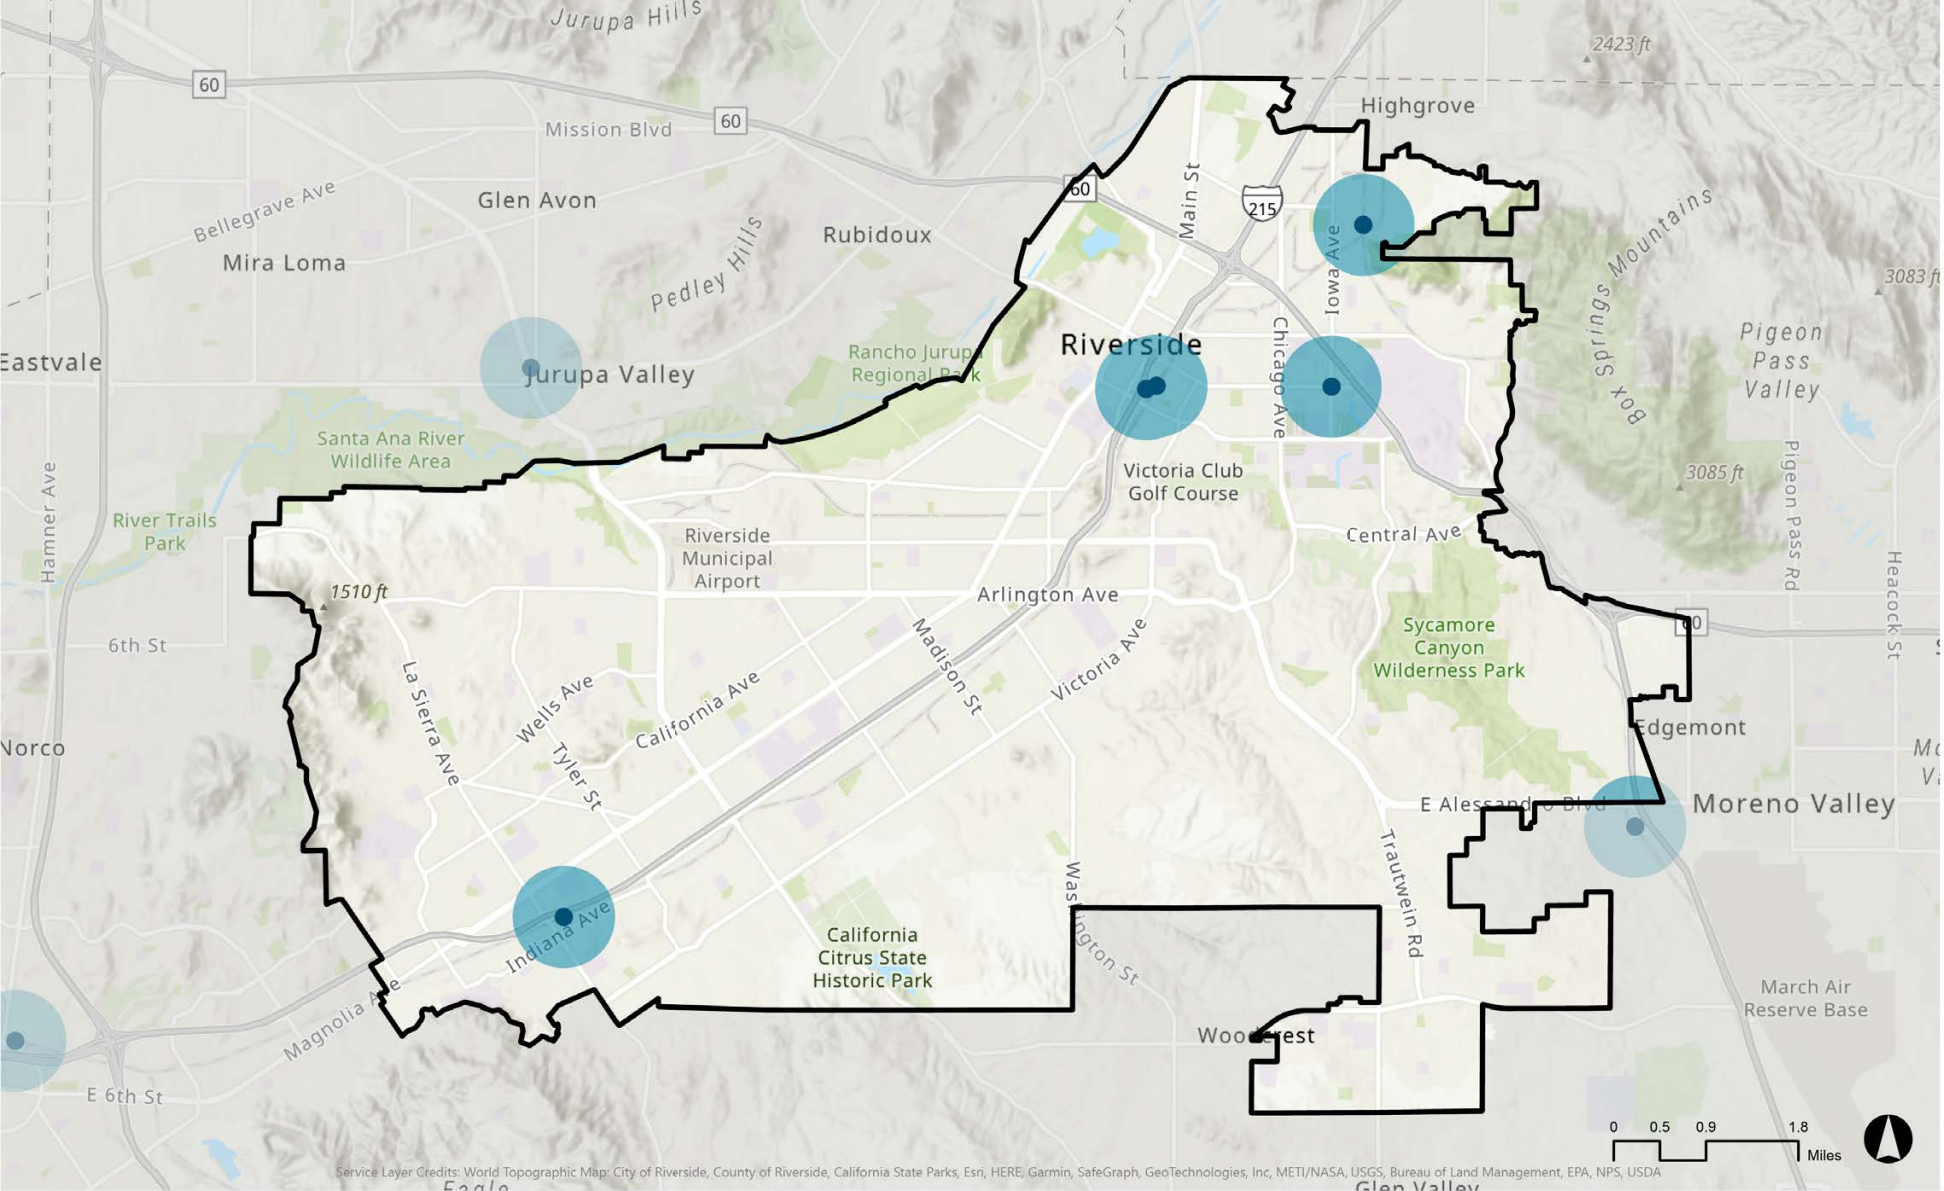 Jurupa Hills
2423 ft
60
Highgrove
60
Mission Blvd
60
Main St
215
Bellegrave Ave
Glen Avon
Rubidoux
Pedley Hills
Mira Loma
Iowa Ave
Box Springs Mountains
3083 ft
Pigeon
Pass
Valley
Riverside
Chicago Ave
Eastvale
Jurupa Valley
Rancho Jurupa
Regional Park
Santa Ana River
Wildlife Area
Victoria Club
Golf Course
3085 ft
Hamner Ave
River Trails
Park
Pigeon Pass Rd
Riverside
Municipal
Airport
Central Ave
Heacock St
1510 ft
Arlington Ave
60
6th St
Madison St
Victoria Ave
Sycamore
Canyon
Wilderness Park
La Sierra Ave
Wells Ave
California Ave
Tyler St
Norco
Edgemont
E Alessandro Blvd
Moreno Valley
Trautwein Rd
Washington St
Indiana Ave
California
Citrus State
Historic Park
Magnolia Ave
March Air
Reserve Base
Woodcrest
E 6th St
0 0.5 0.9 1.8
Miles
Service Layer Credits: World Topographic Map: City of Riverside, County of Riverside, California State Parks, Esri, HERE, Garmin, SafeGraph, GeoTechnologies, Inc, METI/NASA, USGS, Bureau of Land Management, EPA, NPS, USDA
Glen Valley